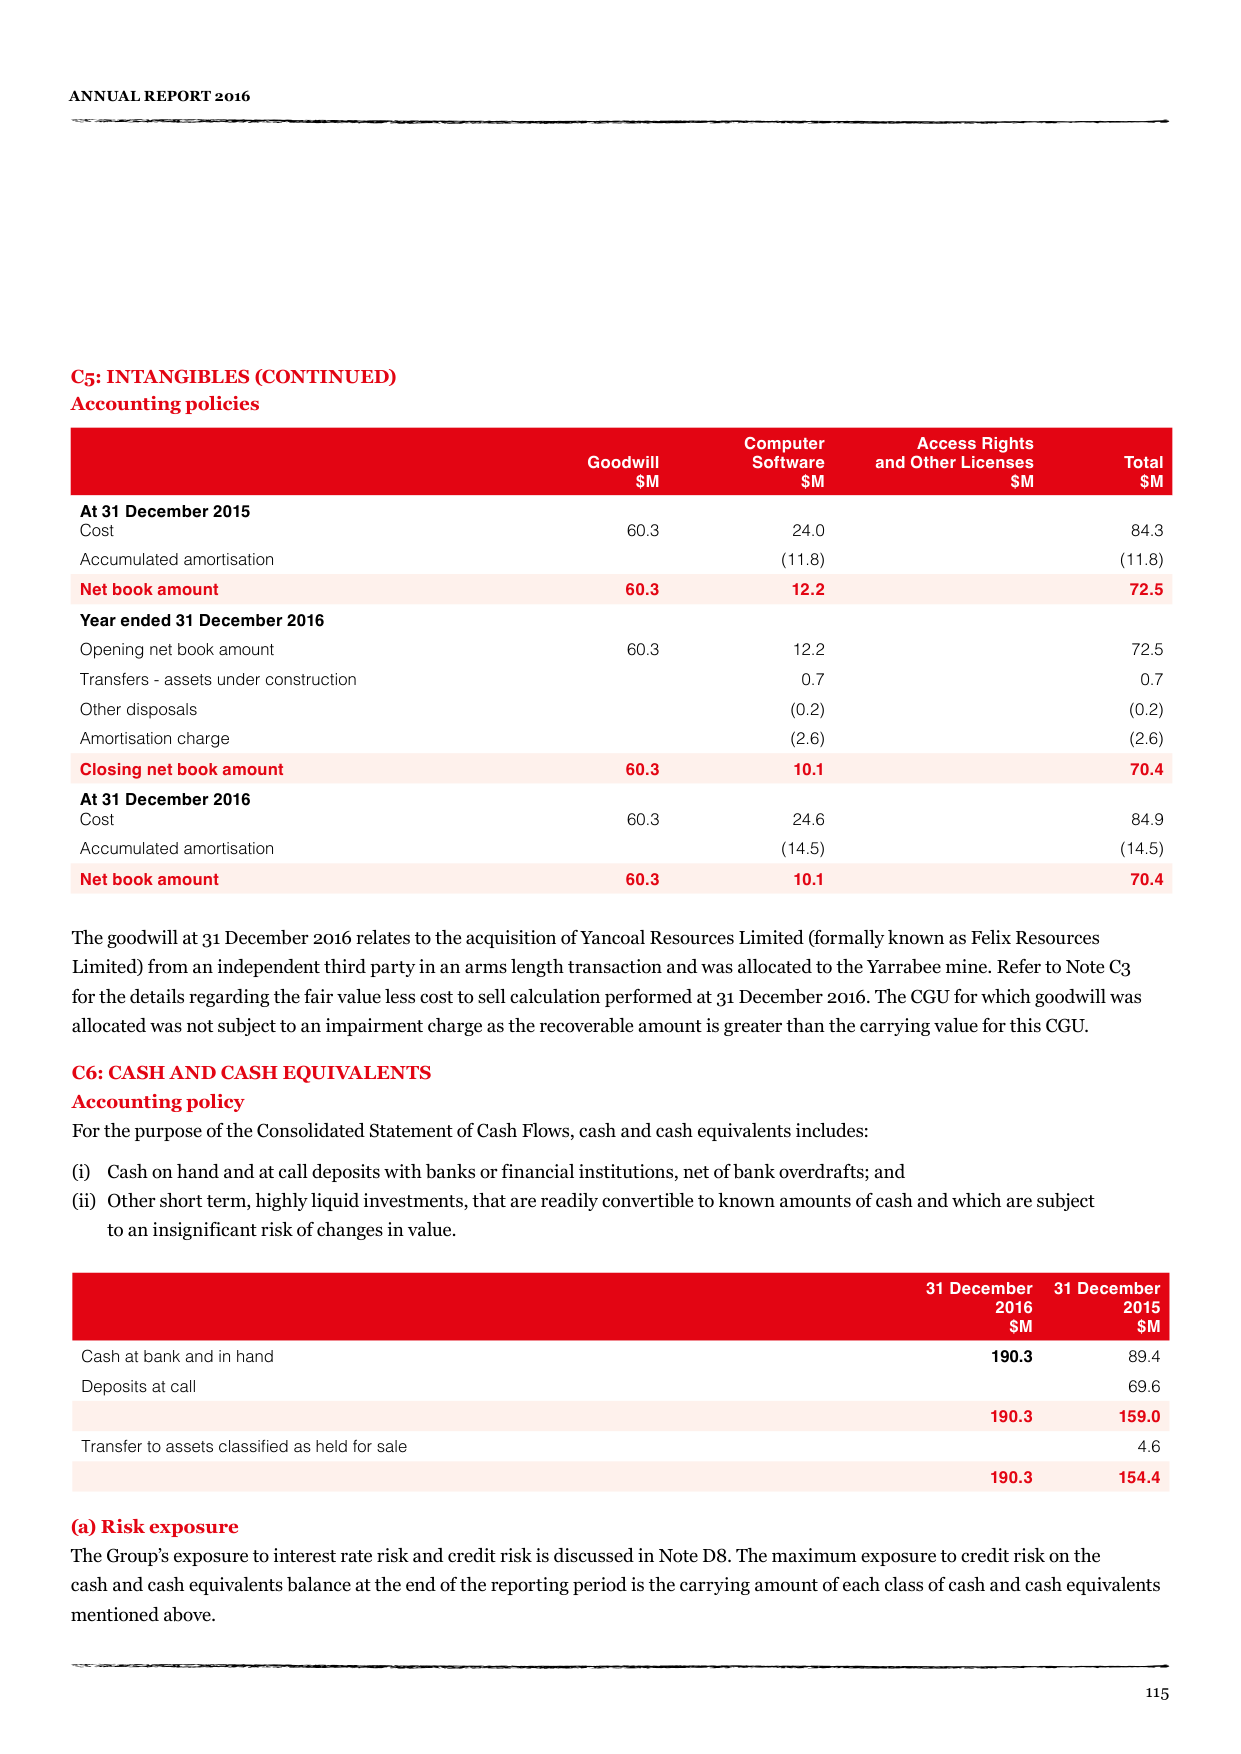 ANNUAL REPORT 2016
C5: INTANGIBLES (CONTINUED)
Accounting policies
Goodwill $M Computer Software $M Access Rights and Other Licenses $M Total $M
At 31 December 2015
Cost 60.3 24.0 84.3
Accumulated amortisation (11.8) (11.8)
Net book amount 60.3 12.2 72.5
Year ended 31 December 2016
Opening net book amount 60.3 12.2 72.5
Transfers - assets under construction 0.7 0.7
Other disposals (0.2) (0.2)
Amortisation charge (2.6) (2.6)
Closing net book amount 60.3 10.1 70.4
At 31 December 2016
Cost 60.3 24.6 84.9
Accumulated amortisation (14.5) (14.5)
Net book amount 60.3 10.1 70.4
The goodwill at 31 December 2016 relates to the acquisition of Yancoal Resources Limited (formally known as Felix Resources
Limited) from an independent third party in an arms length transaction and was allocated to the Yarrabee mine. Refer to Note C3
for the details regarding the fair value less cost to sell calculation performed at 31 December 2016. The CGU for which goodwill was
allocated was not subject to an impairment charge as the recoverable amount is greater than the carrying value for this CGU.
C6: CASH AND CASH EQUIVALENTS
Accounting policy
For the purpose of the Consolidated Statement of Cash Flows, cash and cash equivalents includes:
(i) Cash on hand and at call deposits with banks or financial institutions, net of bank overdrafts; and
(ii) Other short term, highly liquid investments, that are readily convertible to known amounts of cash and which are subject
to an insignificant risk of changes in value.
31 December 2016 $M 31 December 2015 $M
Cash at bank and in hand 190.3 89.4
Deposits at call 69.6
190.3 159.0
Transfer to assets classified as held for sale 4.6
190.3 154.4
(a) Risk exposure
The Group's exposure to interest rate risk and credit risk is discussed in Note D8. The maximum exposure to credit risk on the
cash and cash equivalents balance at the end of the reporting period is the carrying amount of each class of cash and cash equivalents
mentioned above.
115